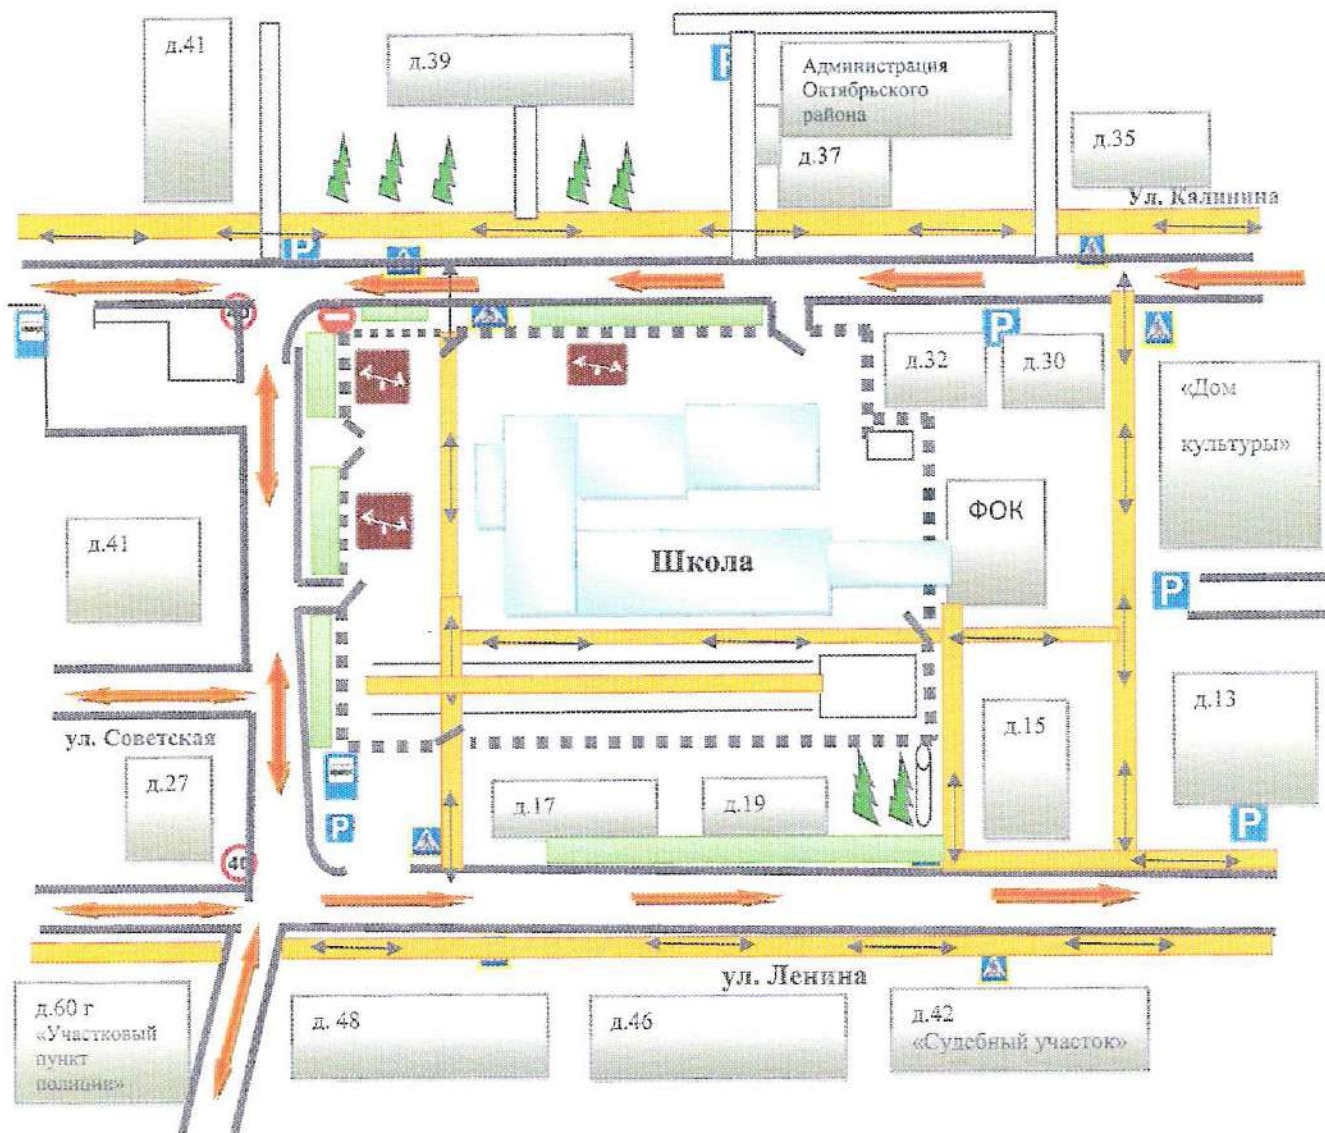 д.41
д.39
P
Администрация
Октябрьского
района
д.37
д.35
Ул. Калинина
P
40
P
д.32
д.30
«Дом
культуры»
ФОК
Школа
д.41
P
ул. Советская
д.27
д.13
д.15
д.17
д.19
P
P
40
ул. Ленина
д.60 г
«Участковый
пункт
полиции»
д. 48
д.46
д.42
«Судебный участок»